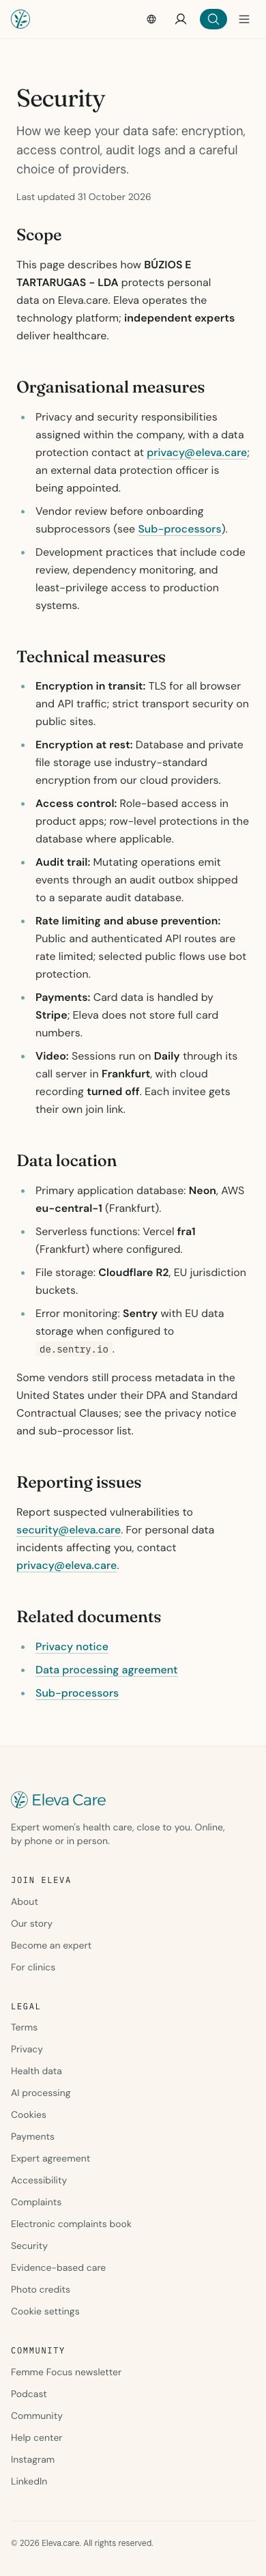 Security
How we keep your data safe: encryption,
access control, audit logs and a careful
choice of providers.
Last updated 31 October 2026
Scope
This page describes how BÚZIOS E
TARTARUGAS - LDA protects personal
data on Eleva.care. Eleva operates the
technology platform; independent experts
deliver healthcare.
Organisational measures
• Privacy and security responsibilities
assigned within the company, with a data
protection contact at privacy@eleva.care;
an external data protection officer is
being appointed.
• Vendor review before onboarding
subprocessors (see Sub-processors).
• Development practices that include code
review, dependency monitoring, and
least-privilege access to production
systems.
Technical measures
• Encryption in transit: TLS for all browser
and API traffic; strict transport security on
public sites.
• Encryption at rest: Database and private
file storage use industry-standard
encryption from our cloud providers.
• Access control: Role-based access in
product apps; row-level protections in the
database where applicable.
• Audit trail: Mutating operations emit
events through an audit outbox shipped
to a separate audit database.
• Rate limiting and abuse prevention:
Public and authenticated API routes are
rate limited; selected public flows use bot
protection.
• Payments: Card data is handled by
Stripe; Eleva does not store full card
numbers.
• Video: Sessions run on Daily through its
call server in Frankfurt, with cloud
recording turned off. Each invitee gets
their own join link.
Data location
• Primary application database: Neon, AWS
eu-central-1 (Frankfurt).
• Serverless functions: Vercel fra1
(Frankfurt) where configured.
• File storage: Cloudflare R2, EU jurisdiction
buckets.
• Error monitoring: Sentry with EU data
storage when configured to
de.sentry.io.
Some vendors still process metadata in the
United States under their DPA and Standard
Contractual Clauses; see the privacy notice
and sub-processor list.
Reporting issues
Report suspected vulnerabilities to
security@eleva.care. For personal data
incidents affecting you, contact
privacy@eleva.care.
Related documents
• Privacy notice
• Data processing agreement
• Sub-processors
Eleva Care
Expert women's health care, close to you. Online,
by phone or in person.
JOIN ELEVA
About
Our story
Become an expert
For clinics
LEGAL
Terms
Privacy
Health data
AI processing
Cookies
Payments
Expert agreement
Accessibility
Complaints
Electronic complaints book
Security
Evidence-based care
Photo credits
Cookie settings
COMMUNITY
Femme Focus newsletter
Podcast
Community
Help center
Instagram
LinkedIn
© 2026 Eleva.care. All rights reserved.